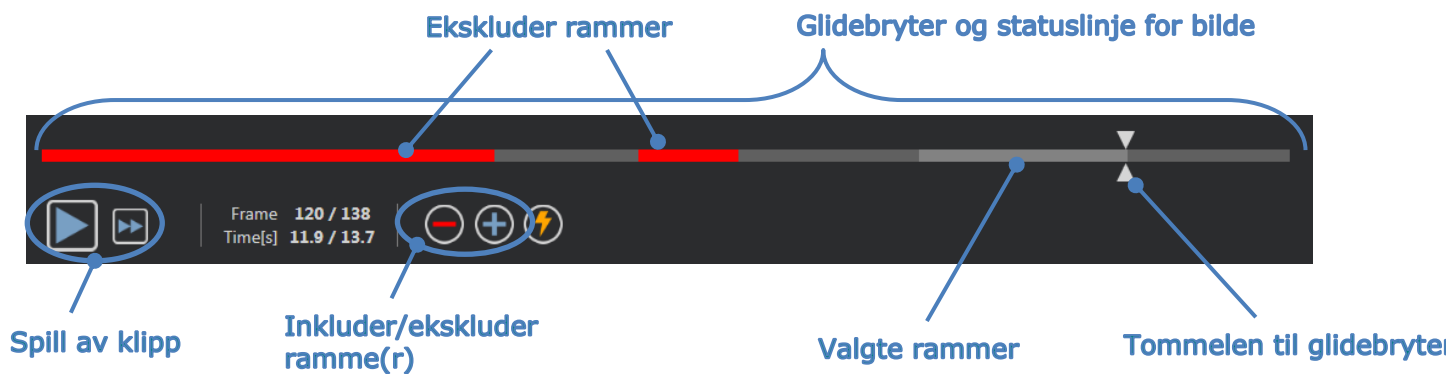 Ekskluder rammer
Glidebryter og statuslinje for bilde
Frame 120 / 138
Time[s] 11.9 / 13.7
Spill av klipp
Inkluder/ekskluder
ramme(r)
Valgte rammer
Tommelen til glidebryter